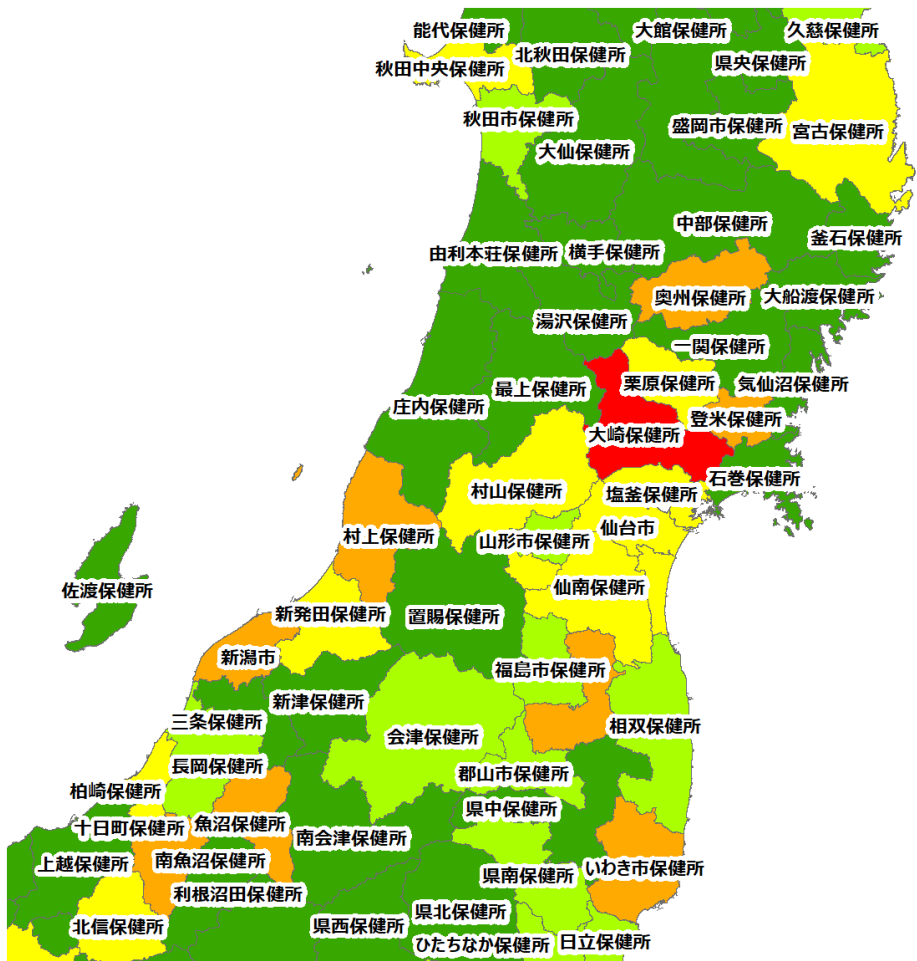 能代保健所
大館保健所
久慈保健所
北秋田保健所
県央保健所
秋田中央保健所
秋田市保健所
盛岡市保健所
宮古保健所
大仙保健所
中部保健所
釜石保健所
由利本荘保健所
横手保健所
奥州保健所
大船渡保健所
湯沢保健所
一関保健所
最上保健所
栗原保健所
気仙沼保健所
庄内保健所
登米保健所
大崎保健所
石巻保健所
村山保健所
塩釜保健所
仙台市
村上保健所
山形市保健所
佐渡保健所
仙南保健所
新発田保健所
置賜保健所
新潟市
福島市保健所
新津保健所
三条保健所
相双保健所
会津保健所
長岡保健所
郡山市保健所
柏崎保健所
県中保健所
十日町保健所
魚沼保健所
南会津保健所
上越保健所
南魚沼保健所
県南保健所
いわき市保健所
利根沼田保健所
北信保健所
県西保健所
県北保健所
ひたちなか保健所
日立保健所